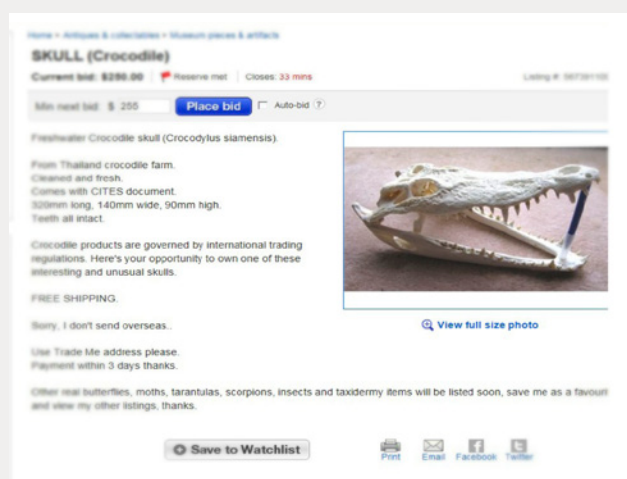 Home > Antiques & collectables > Museum pieces & artifacts
SKULL (Crocodile)
Current bid: $250.00 Reserve met Closes: 33 mins Listing #:
Min next bid: $ 255 Place bid Auto-bid ?
Freshwater Crocodile skull (Crocodylus siamensis).
From Thailand crocodile farm.
Cleaned and fresh.
Comes with CITES document.
320mm long, 140mm wide, 90mm high.
Teeth all intact.
Crocodile products are governed by international trading
regulations. Here's your opportunity to own one of these
interesting and unusual skulls.
FREE SHIPPING.
Sorry, I don't send overseas..
Use Trade Me address please.
Payment within 3 days thanks.
Other real butterflies, moths, tarantulas, scorpions, insects and taxidermy items will be listed soon, save me as a favouri
and view my other listings, thanks.
View full size photo
Save to Watchlist
Print Email Facebook Twitter